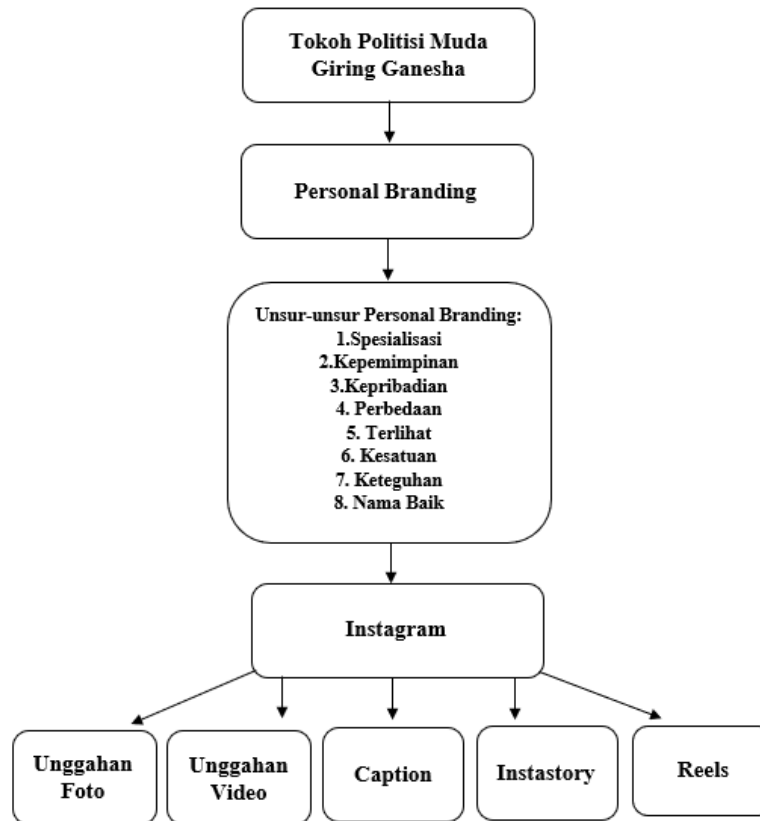 Tokoh Politisi Muda
Giring Ganesha
Personal Branding
Unsur-unsur Personal Branding:
1.Spesialisasi
2.Kepemimpinan
3.Kepribadian
4. Perbedaan
5. Terlihat
6. Kesatuan
7. Keteguhan
8. Nama Baik
Instagram
Unggahan
Foto
Unggahan
Video
Caption
Instastory
Reels